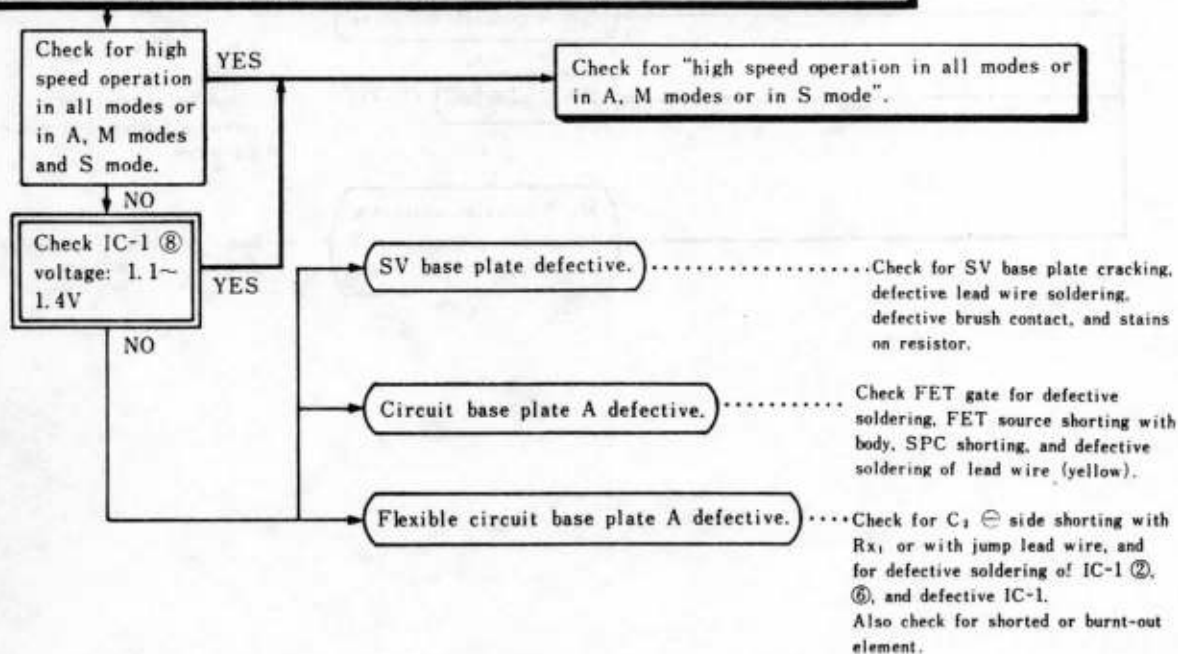 Check for high
speed operation
in all modes or
in A, M modes
and S mode.
YES
Check for "high speed operation in all modes or
in A, M modes or in S mode".
NO
Check IC-1 ⑧
voltage: 1.1~
1.4V
YES
NO
SV base plate defective.
Check for SV base plate cracking,
defective lead wire soldering,
defective brush contact, and stains
on resistor.
Circuit base plate A defective.
Check FET gate for defective
soldering, FET source shorting with
body, SPC shorting, and defective
soldering of lead wire (yellow).
Flexible circuit base plate A defective.
Check for C₂ ⊖ side shorting with
Rx₁ or with jump lead wire, and
for defective soldering of IC-1 ②,
⑥, and defective IC-1.
Also check for shorted or burnt-out
element.